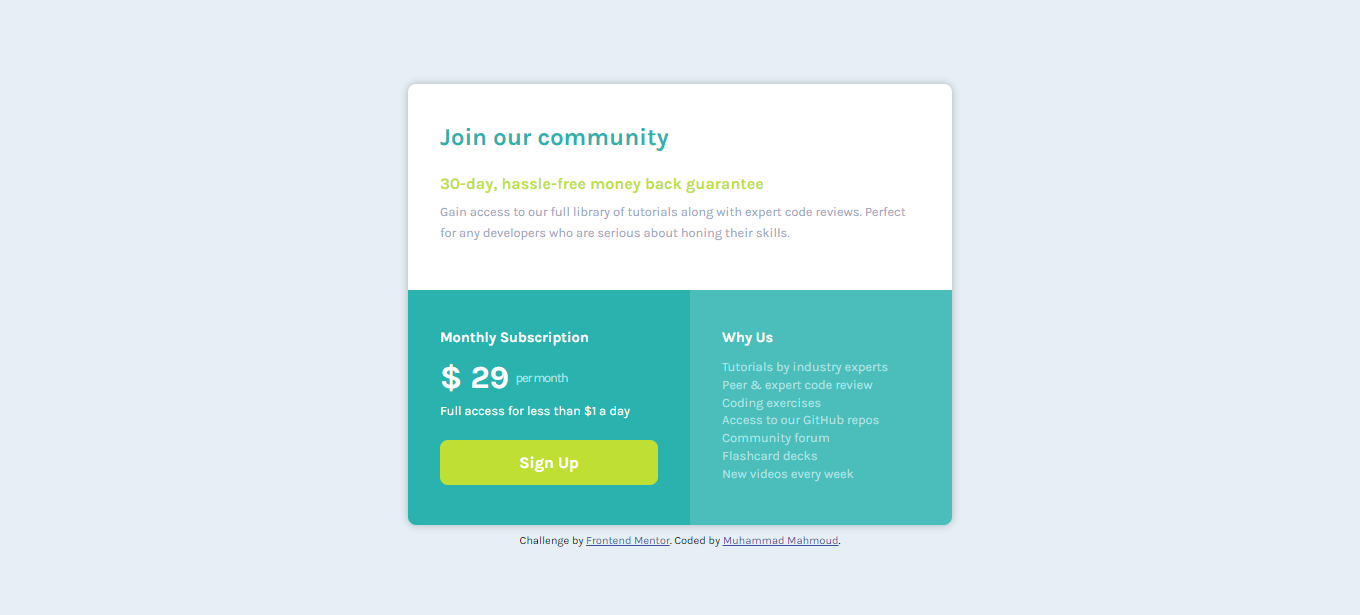 Join our community
30-day, hassle-free money back guarantee
Gain access to our full library of tutorials along with expert code reviews. Perfect
for any developers who are serious about honing their skills.
Monthly Subscription
$ 29 per month
Full access for less than $1 a day
Sign Up
Why Us
Tutorials by industry experts
Peer & expert code review
Coding exercises
Access to our GitHub repos
Community forum
Flashcard decks
New videos every week
Challenge by Frontend Mentor. Coded by Muhammad Mahmoud.